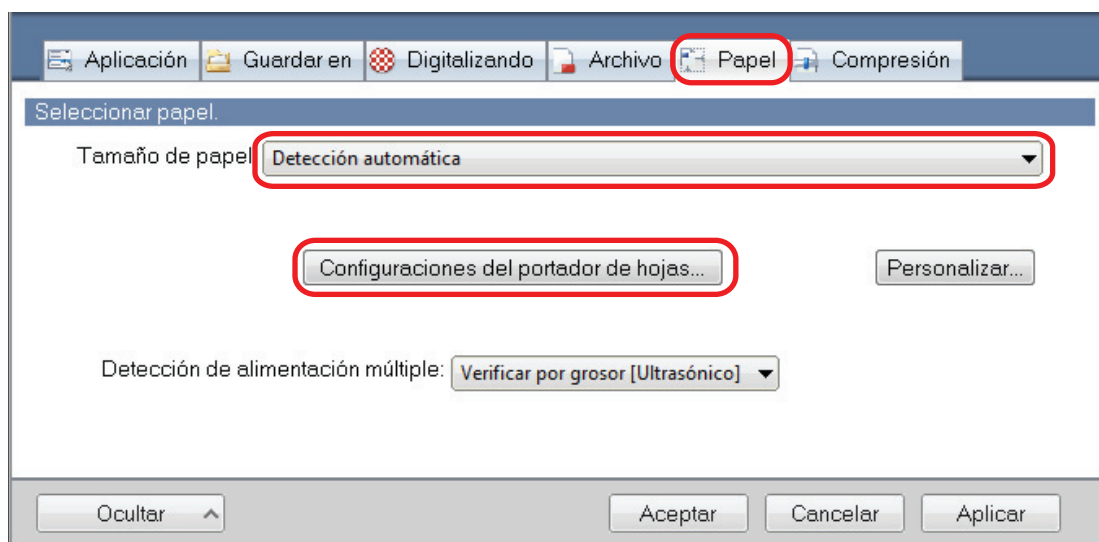 Aplicación Guardar en Digitalizando Archivo Papel Compresión
Seleccionar papel.
Tamaño de papel Detección automática
Configuraciones del portador de hojas... Personalizar...
Detección de alimentación múltiple: Verificar por grosor [Ultrasónico]
Ocultar Aceptar Cancelar Aplicar